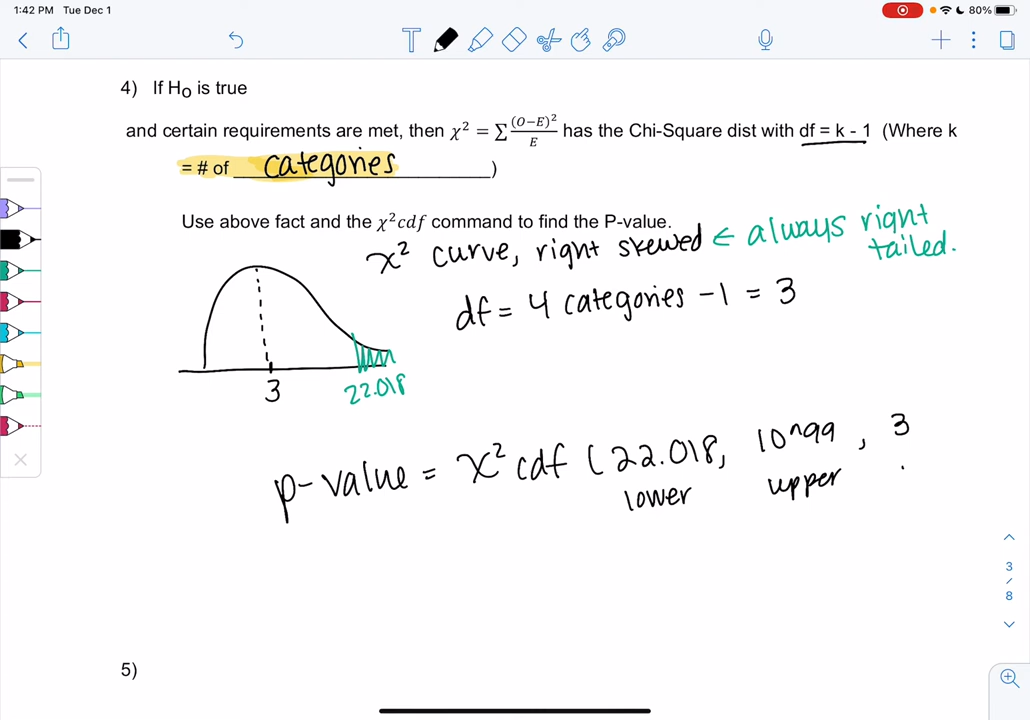 1:42 PM Tue Dec 1
80%
4) If H₀ is true
and certain requirements are met, then χ² = Σ (O−E)²/E has the Chi-Square dist with df = k - 1 (Where k
= # of categories)
Use above fact and the χ²cdf command to find the P-value.
x² curve, right skewed ← always right
tailed.
df = 4 categories - 1 = 3
3
22.018
p-value = x² cdf (22.018, 10^99, 3
lower upper
3
/
8
5)